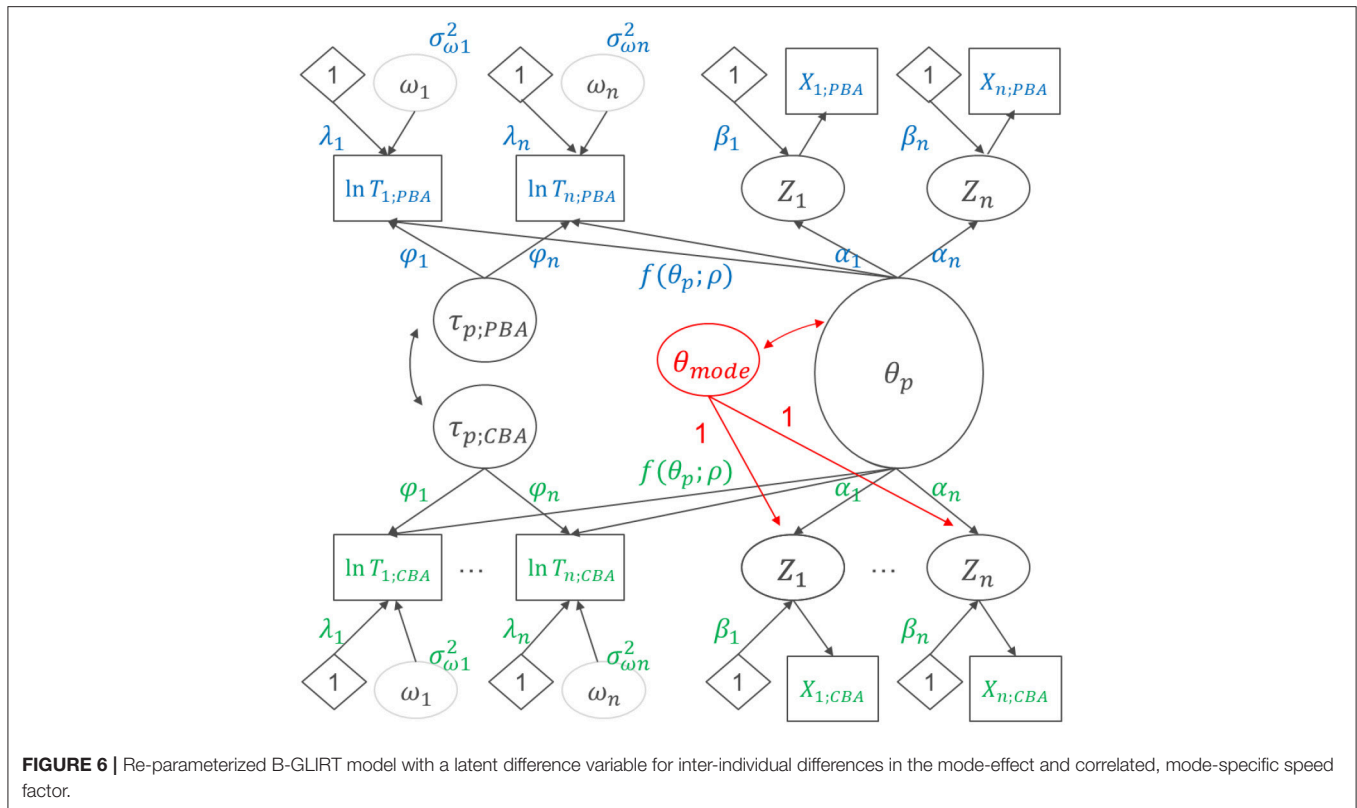 σ²ω1 σ²ωn
1 ω₁ 1 ωₙ 1 X₁;PBA 1 Xₙ;PBA
λ₁ λₙ β₁ βₙ
ln T₁;PBA ln Tₙ;PBA Z₁ Zₙ
φ₁ φₙ f(θₚ; ρ) α₁ αₙ
τₚ;PBA
θmode θₚ
τₚ;CBA
1 1
φ₁ φₙ f(θₚ; ρ) α₁ αₙ
ln T₁;CBA ... ln Tₙ;CBA Z₁ ... Zₙ
λ₁ σ²ω1 λₙ σ²ωn β₁ βₙ
1 ω₁ 1 ωₙ 1 X₁;CBA 1 Xₙ;CBA
FIGURE 6 | Re-parameterized B-GLIRT model with a latent difference variable for inter-individual differences in the mode-effect and correlated, mode-specific speed
factor.